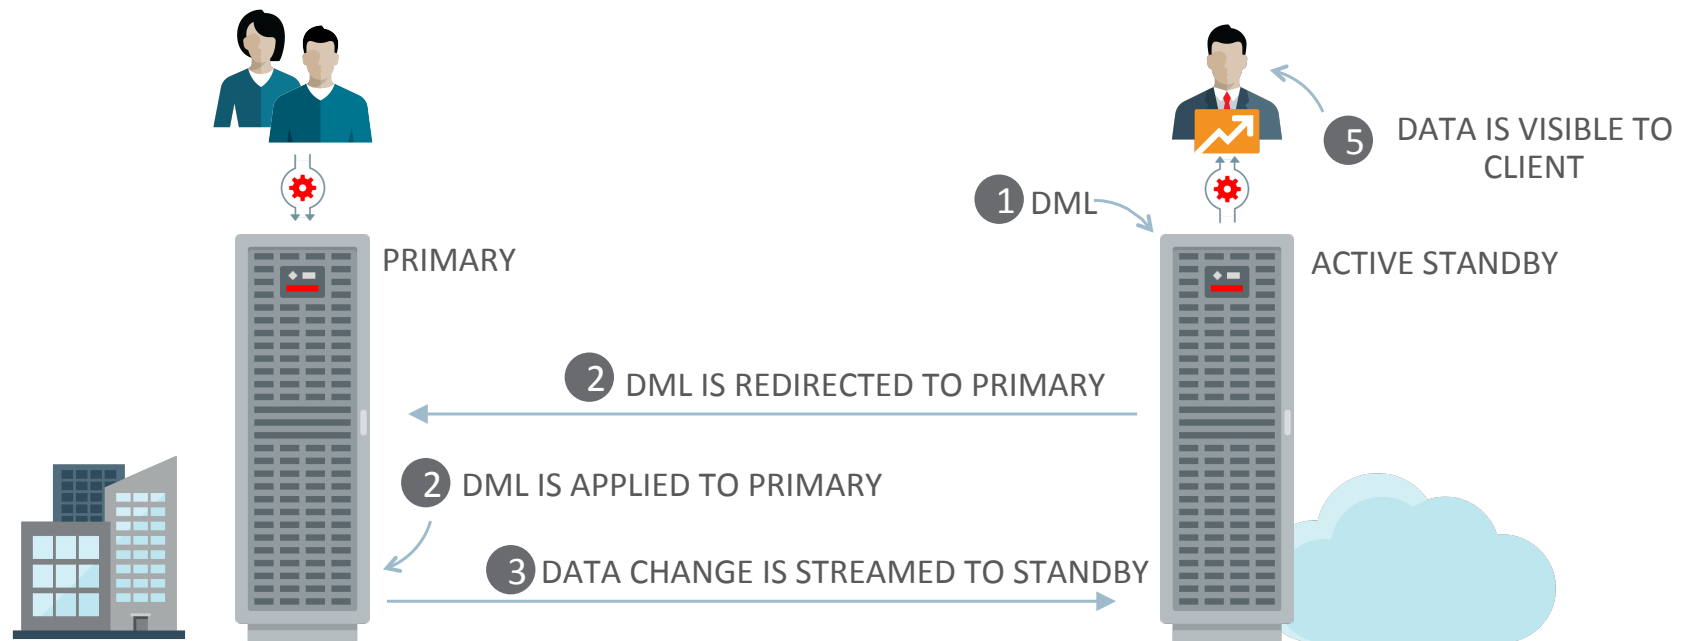 5 DATA IS VISIBLE TO
CLIENT
1 DML
PRIMARY
ACTIVE STANDBY
2 DML IS REDIRECTED TO PRIMARY
2 DML IS APPLIED TO PRIMARY
3 DATA CHANGE IS STREAMED TO STANDBY